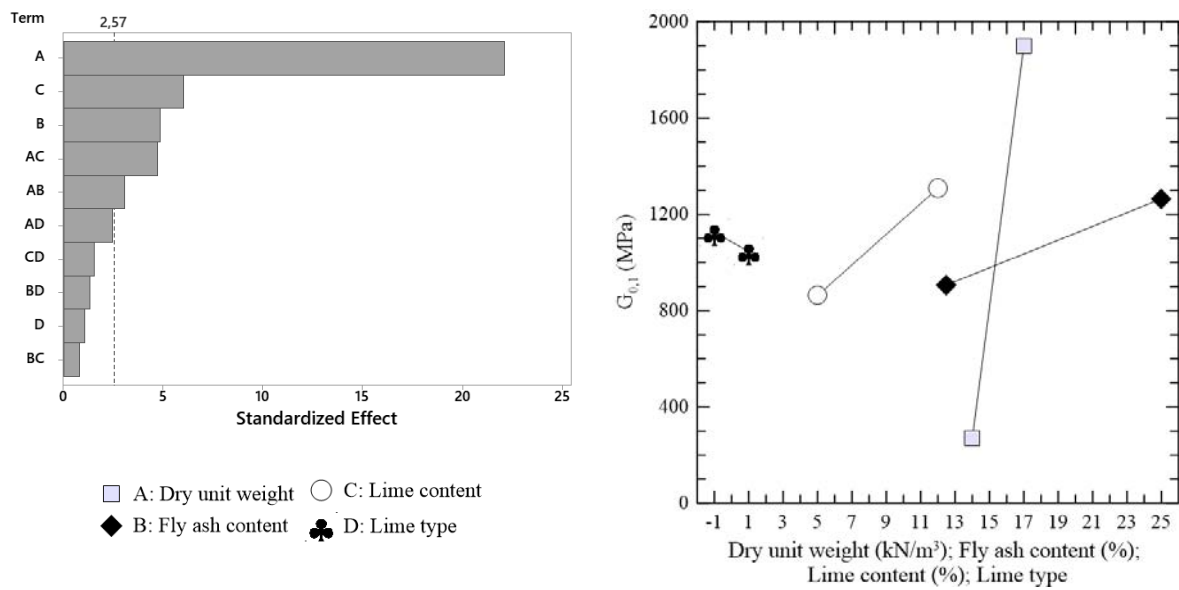 Term
2,57
A
C
B
AC
AB
AD
CD
BD
D
BC
0 5 10 15 20 25
Standardized Effect
A: Dry unit weight
C: Lime content
B: Fly ash content
D: Lime type
2000
1600
1200
800
400
0
G0,1 (MPa)
-1 1 3 5 7 9 11 13 15 17 19 21 23 25
Dry unit weight (kN/m³); Fly ash content (%);
Lime content (%); Lime type